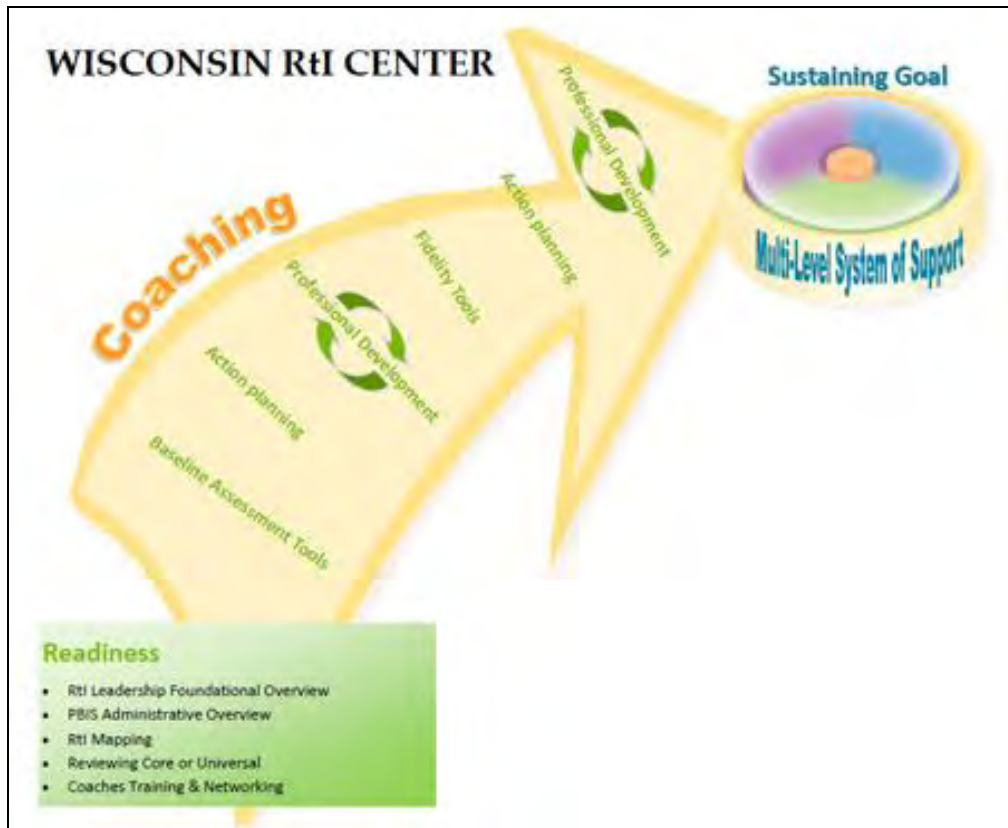 WISCONSIN RtI CENTER
Sustaining Goal
Multi-Level System of Support
Coaching
Professional Development
Action planning
Fidelity Tools
Professional Development
Action planning
Baseline Assessment Tools
Readiness
• RtI Leadership Foundational Overview
• PBIS Administrative Overview
• RtI Mapping
• Reviewing Core or Universal
• Coaches Training & Networking